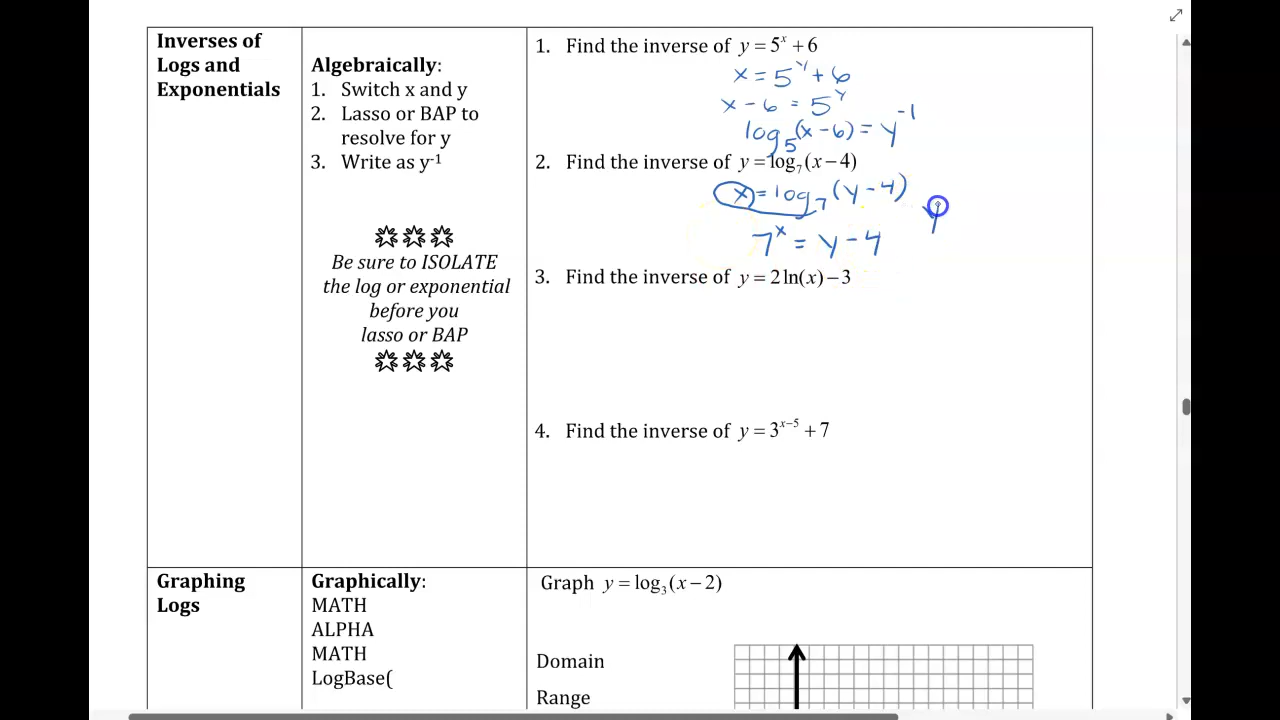 Inverses of
Logs and
Exponentials
Algebraically:
1. Switch x and y
2. Lasso or BAP to
resolve for y
3. Write as y⁻¹
Be sure to ISOLATE
the log or exponential
before you
lasso or BAP
1. Find the inverse of y = 5ˣ + 6
x = 5ʸ + 6
x − 6 = 5ʸ
log₅(x − 6) = y⁻¹
2. Find the inverse of y = log₇(x − 4)
x = log₇(y − 4)
7ˣ = y − 4
y
3. Find the inverse of y = 2 ln(x) − 3
4. Find the inverse of y = 3ˣ⁻⁵ + 7
Graphing
Logs
Graphically:
MATH
ALPHA
MATH
LogBase(
Graph y = log₃(x − 2)
Domain
Range